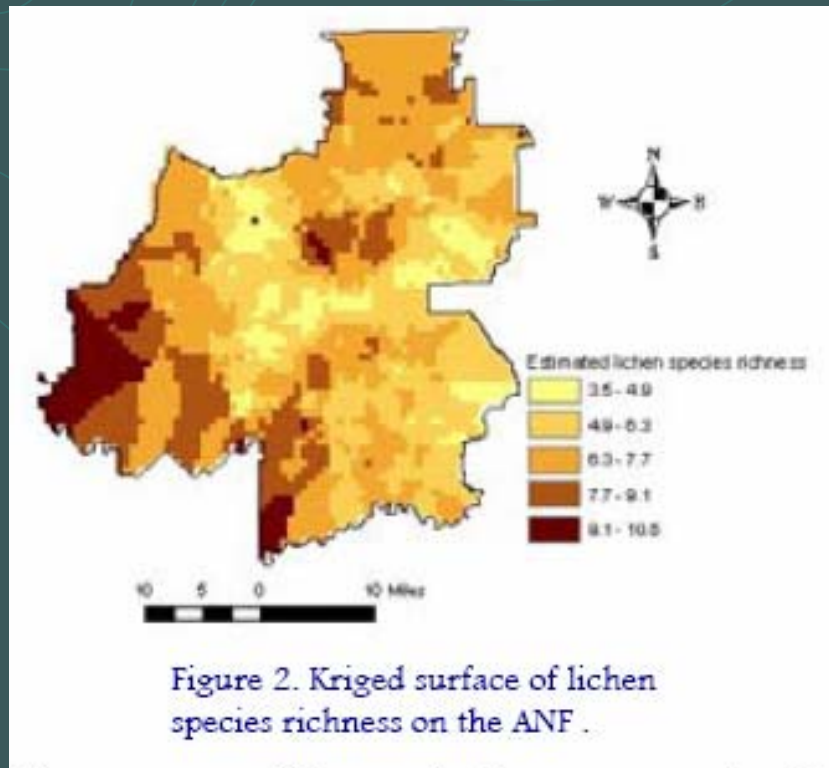 N
W
E
S
Estimated lichen species richness
3.5 - 4.9
4.9 - 6.3
6.3 - 7.7
7.7 - 9.1
9.1 - 10.5
10 5 0 10 Miles
Figure 2. Kriged surface of lichen
species richness on the ANF .